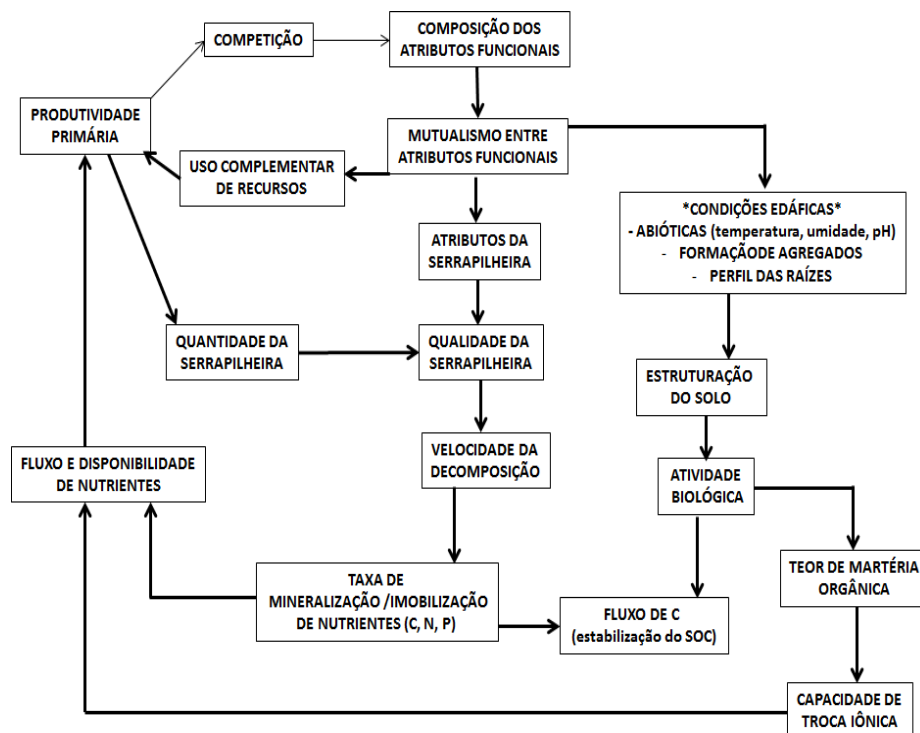 COMPETIÇÃO
COMPOSIÇÃO DOS
ATRIBUTOS FUNCIONAIS
PRODUTIVIDADE
PRIMÁRIA
MUTUALISMO ENTRE
ATRIBUTOS FUNCIONAL
USO COMPLEMENTAR
DE RECURSOS
*CONDIÇÕES EDÁFICAS*
- ABIÓTICAS (temperatura, umidade, pH)
- FORMAÇÃODE AGREGADOS
- PERFIL DAS RAÍZES
ATRIBUTOS DA
SERRAPILHEIRA
QUANTIDADE DA
SERRAPILHEIRA
QUALIDADE DA
SERRAPILHEIRA
ESTRUTURAÇÃO
DO SOLO
FLUXO E DISPONIBILIDADE
DE NUTRIENTES
VELOCIDADE DA
DECOMPOSIÇÃO
ATIVIDADE
BIOLÓGICA
TEOR DE MARTÉRIA
ORGÂNICA
TAXA DE
MINERALIZAÇÃO /IMOBILIZAÇÃO
DE NUTRIENTES (C, N, P)
FLUXO DE C
(estabilização do SOC)
CAPACIDADE DE
TROCA IÔNICA